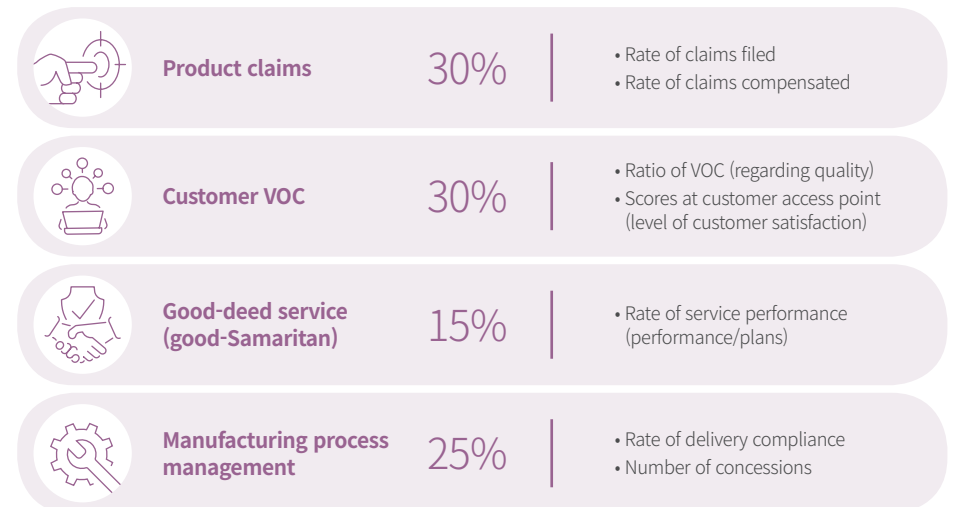 Product claims
30%
• Rate of claims filed
• Rate of claims compensated
Customer VOC
30%
• Ratio of VOC (regarding quality)
• Scores at customer access point
(level of customer satisfaction)
Good-deed service
(good-Samaritan)
15%
• Rate of service performance
(performance/plans)
Manufacturing process
management
25%
• Rate of delivery compliance
• Number of concessions